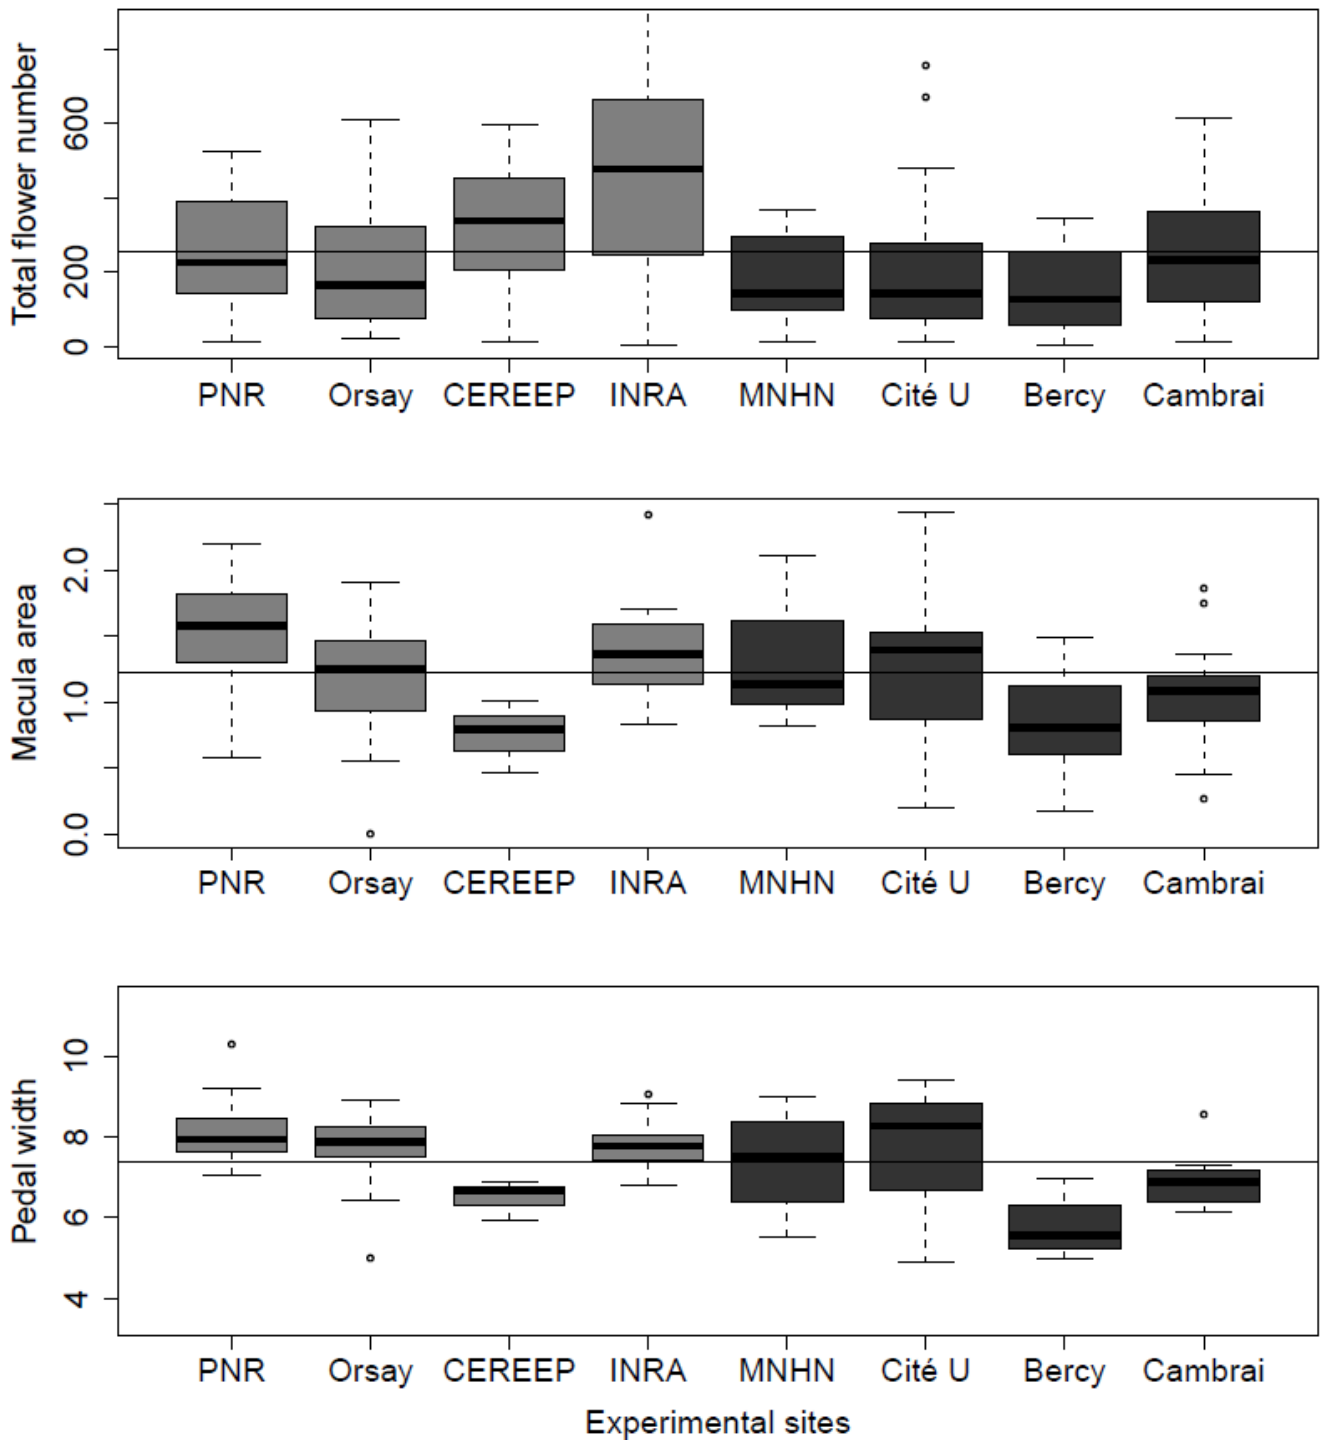 Total flower number
600
200
0
PNR Orsay CEREEP INRA MNHN Cité U Bercy Cambrai
Macula area
2.0
1.0
0.0
PNR Orsay CEREEP INRA MNHN Cité U Bercy Cambrai
Pedal width
10
8
6
4
PNR Orsay CEREEP INRA MNHN Cité U Bercy Cambrai
Experimental sites